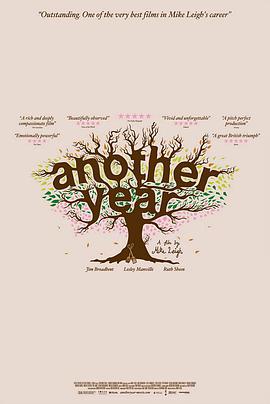 "Outstanding. One of the very best films in Mike Leigh's career"
"A rich and deeply compassionate film"
"Beautifully observed"
"Vivid and unforgettable"
"A pitch perfect production"
"Emotionally powerful"
"A great British triumph"
another
year
A film by
Mike Leigh
Jim Broadbent Lesley Manville Ruth Sheen